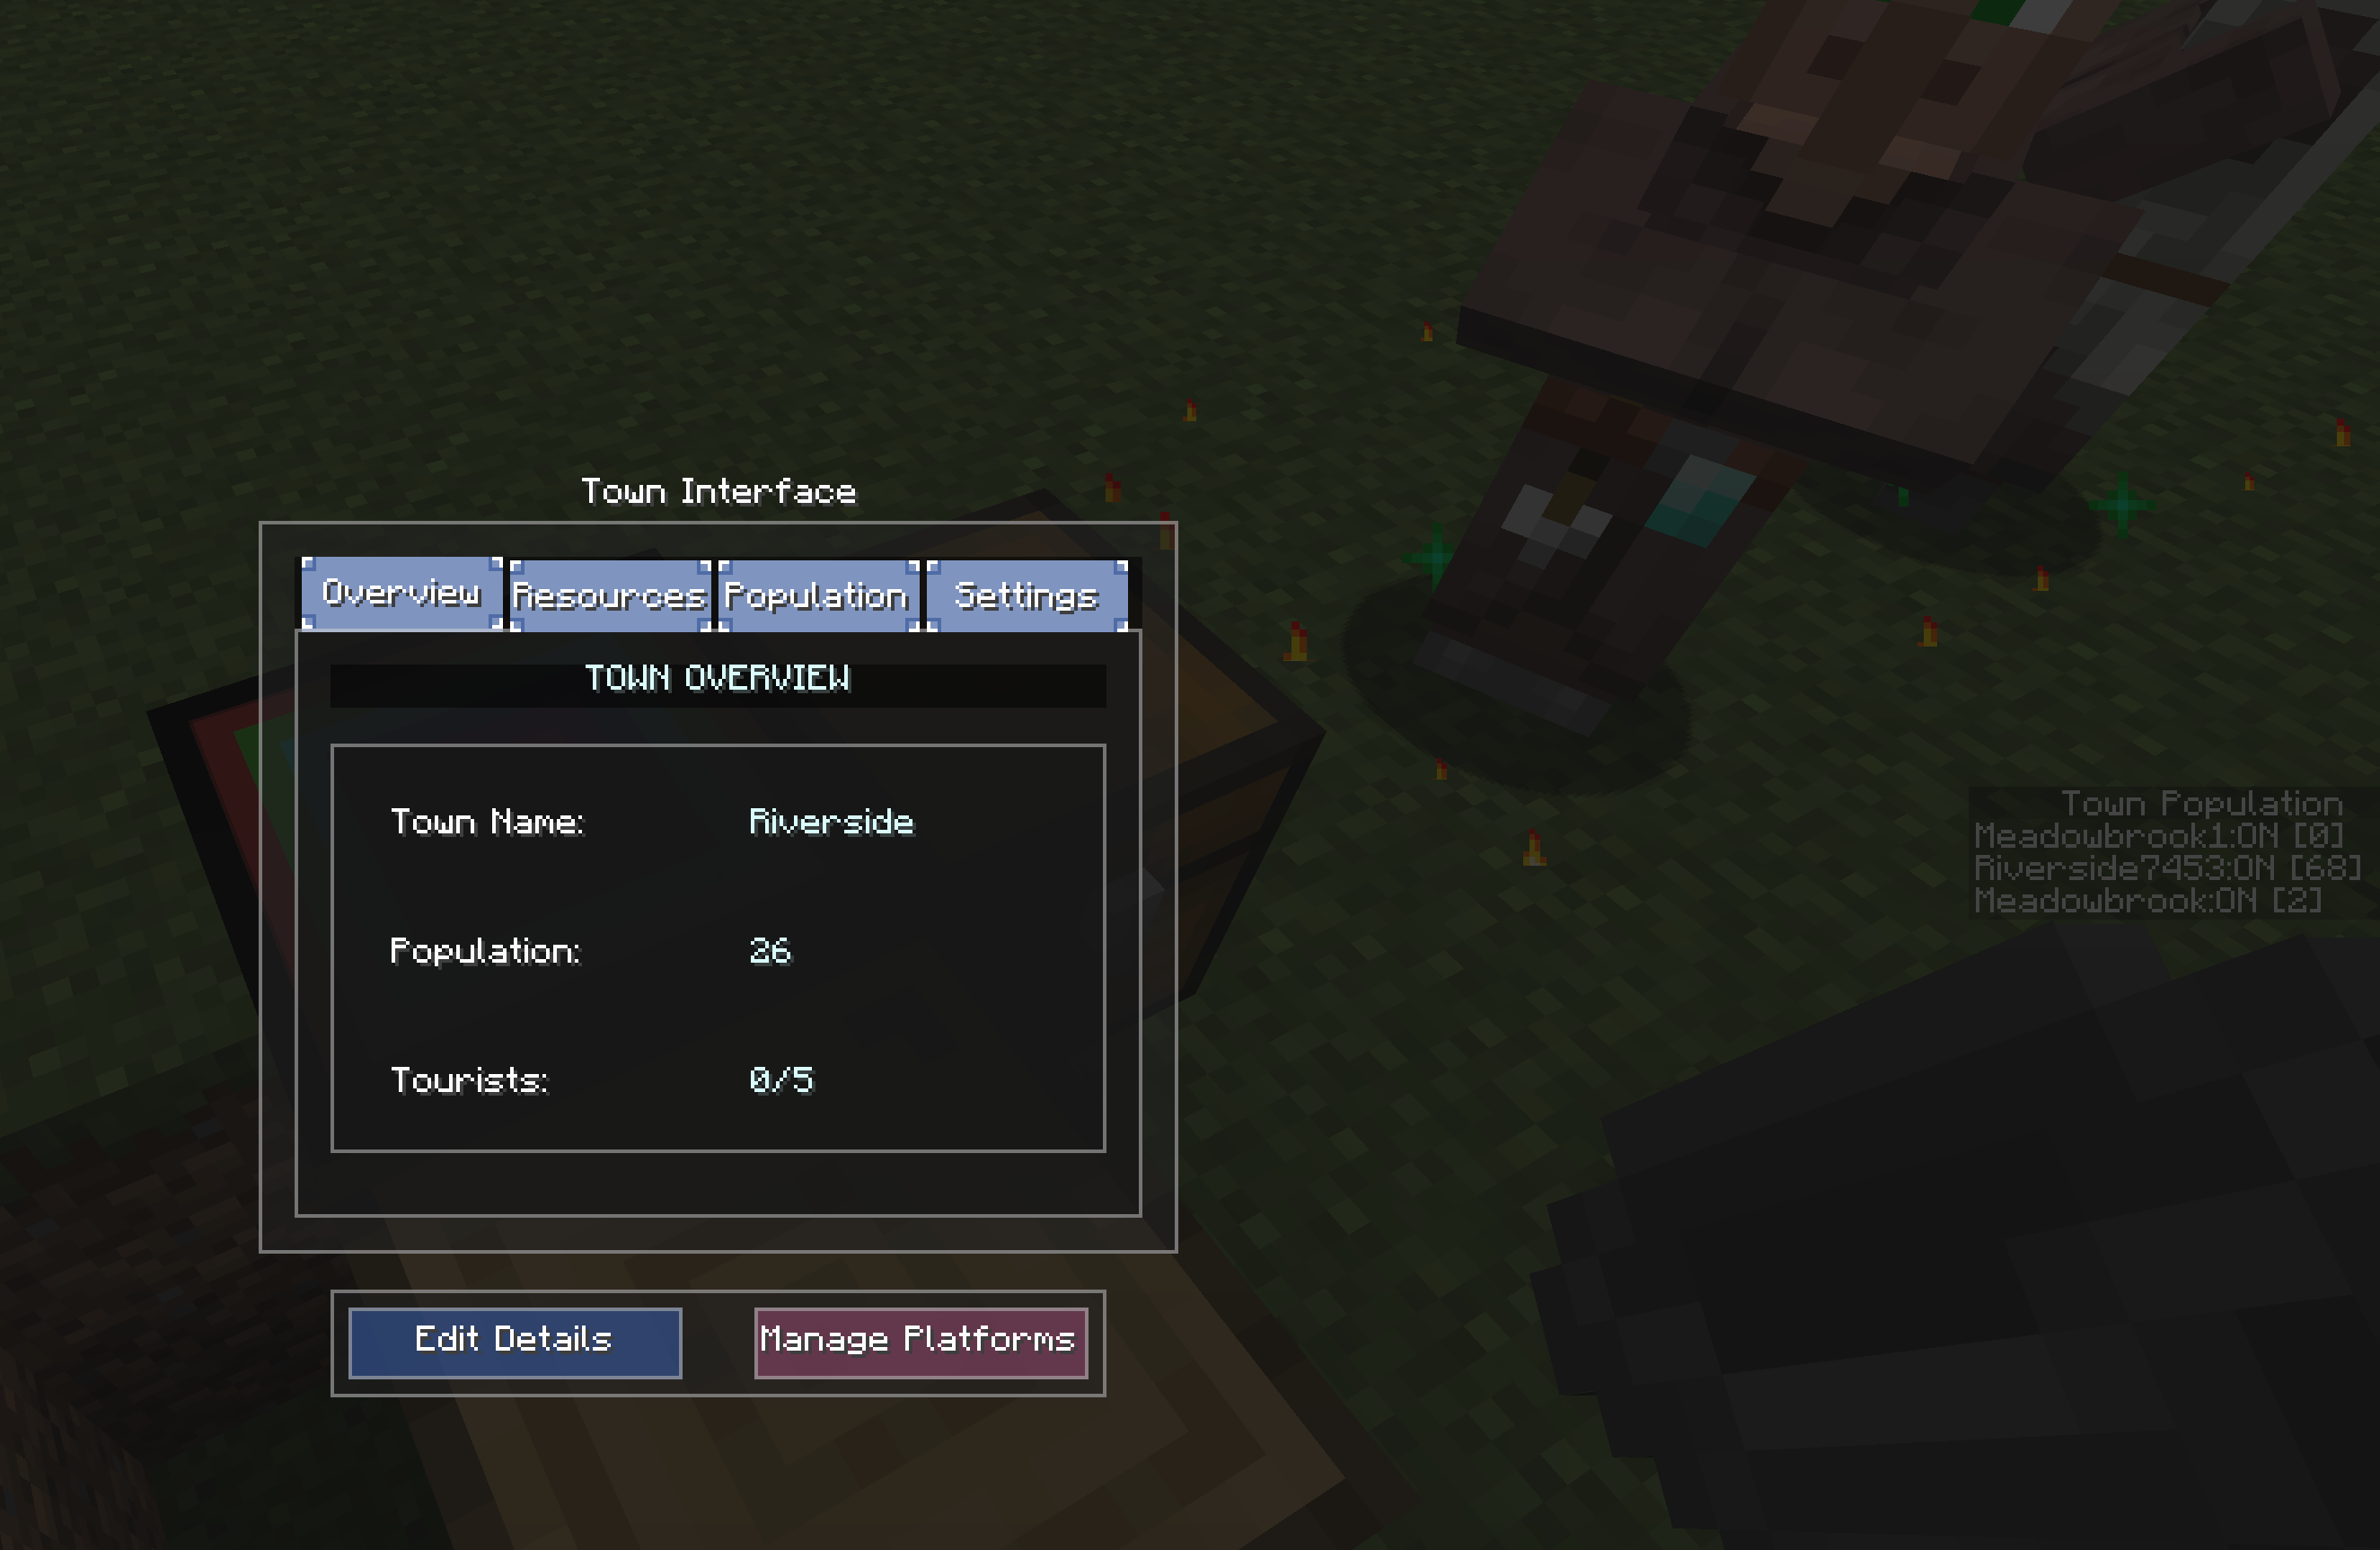 Town Interface
Overview Resources Population Settings
TOWN OVERVIEW
Town Name: Riverside
Population: 26
Tourists: 0/5
Edit Details Manage Platforms
Town Population
Meadowbrook1:ON [0]
Riverside7453:ON [68]
Meadowbrook:ON [2]